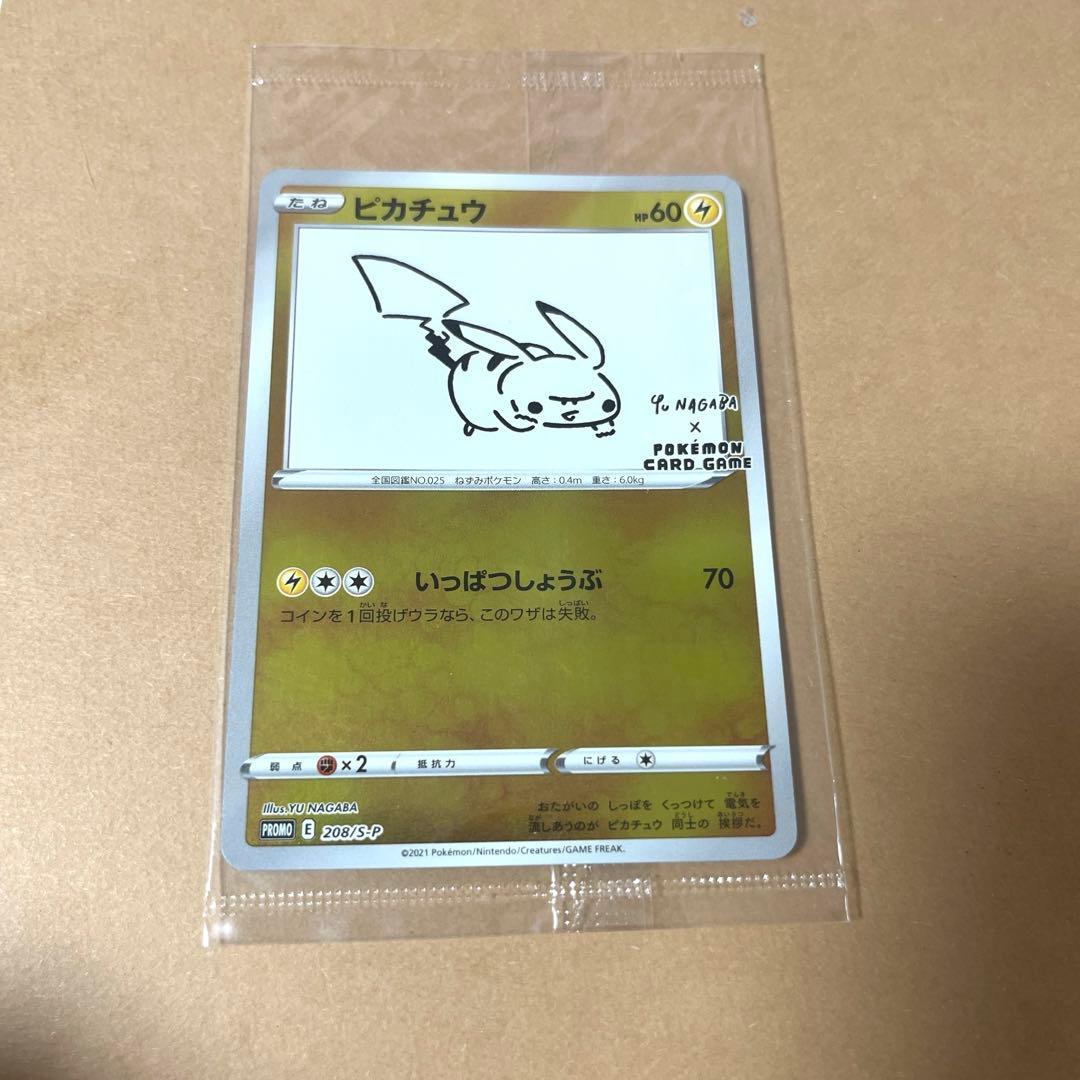 たね ピカチュウ HP60
Yu NAGABA
×
POKÉMON
CARD GAME
全国図鑑NO.025 ねずみポケモン 高さ:0.4m 重さ:6.0kg
いっぱつしょうぶ 70
コインを1回投げウラなら、このワザは失敗。
弱点 ×2 抵抗力 にげる
Illus.YU NAGABA
おたがいの しっぽを くっつけて 電気を
流しあうのが ピカチュウ 同士の 挨拶だ。
PROMO E 208/S-P
©2021 Pokémon/Nintendo/Creatures/GAME FREAK.